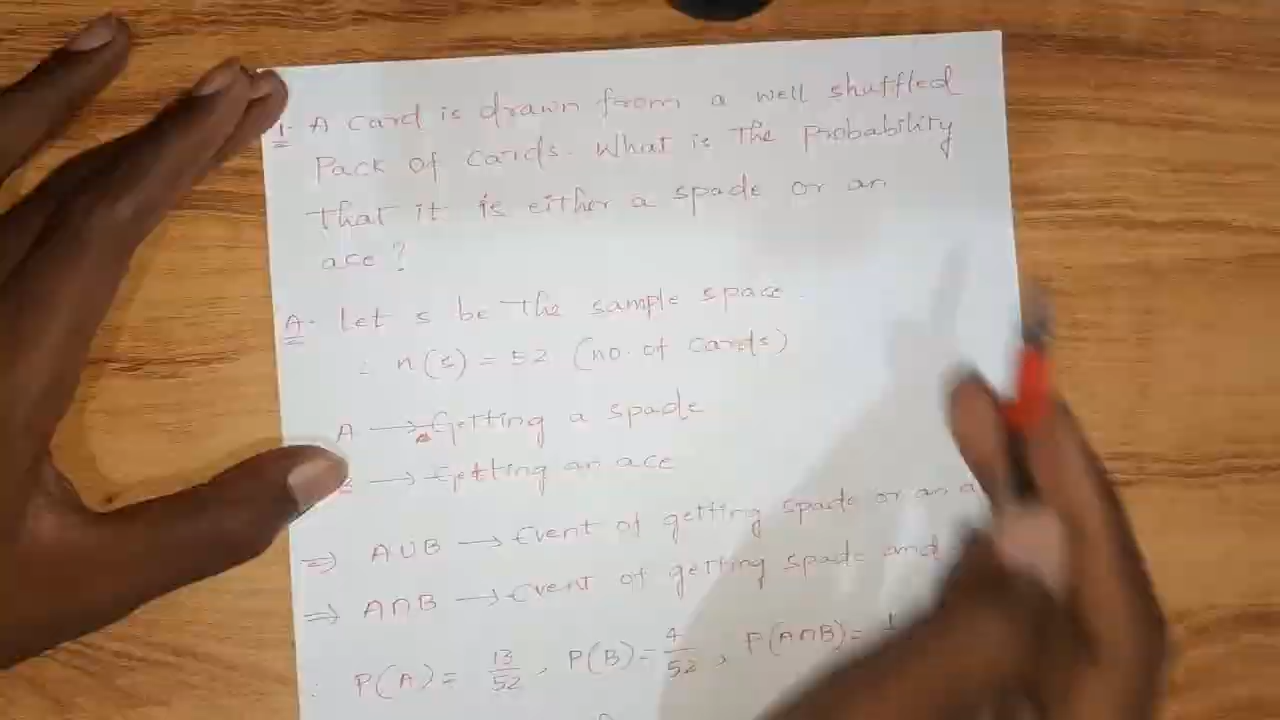 1. A card is drawn from a well shuffled
Pack of cards. What is the Probability
that it is either a spade or an
ace ?
A. Let s be the sample space.
∴ n(s) = 52 (no. of cards)
A → Getting a spade
→ Getting an ace
⇒ A∪B → Event of getting spade or an
⇒ A∩B → Event of getting spade and
∴ P(A) = 13/52, P(B) = 4/52, P(A∩B) =